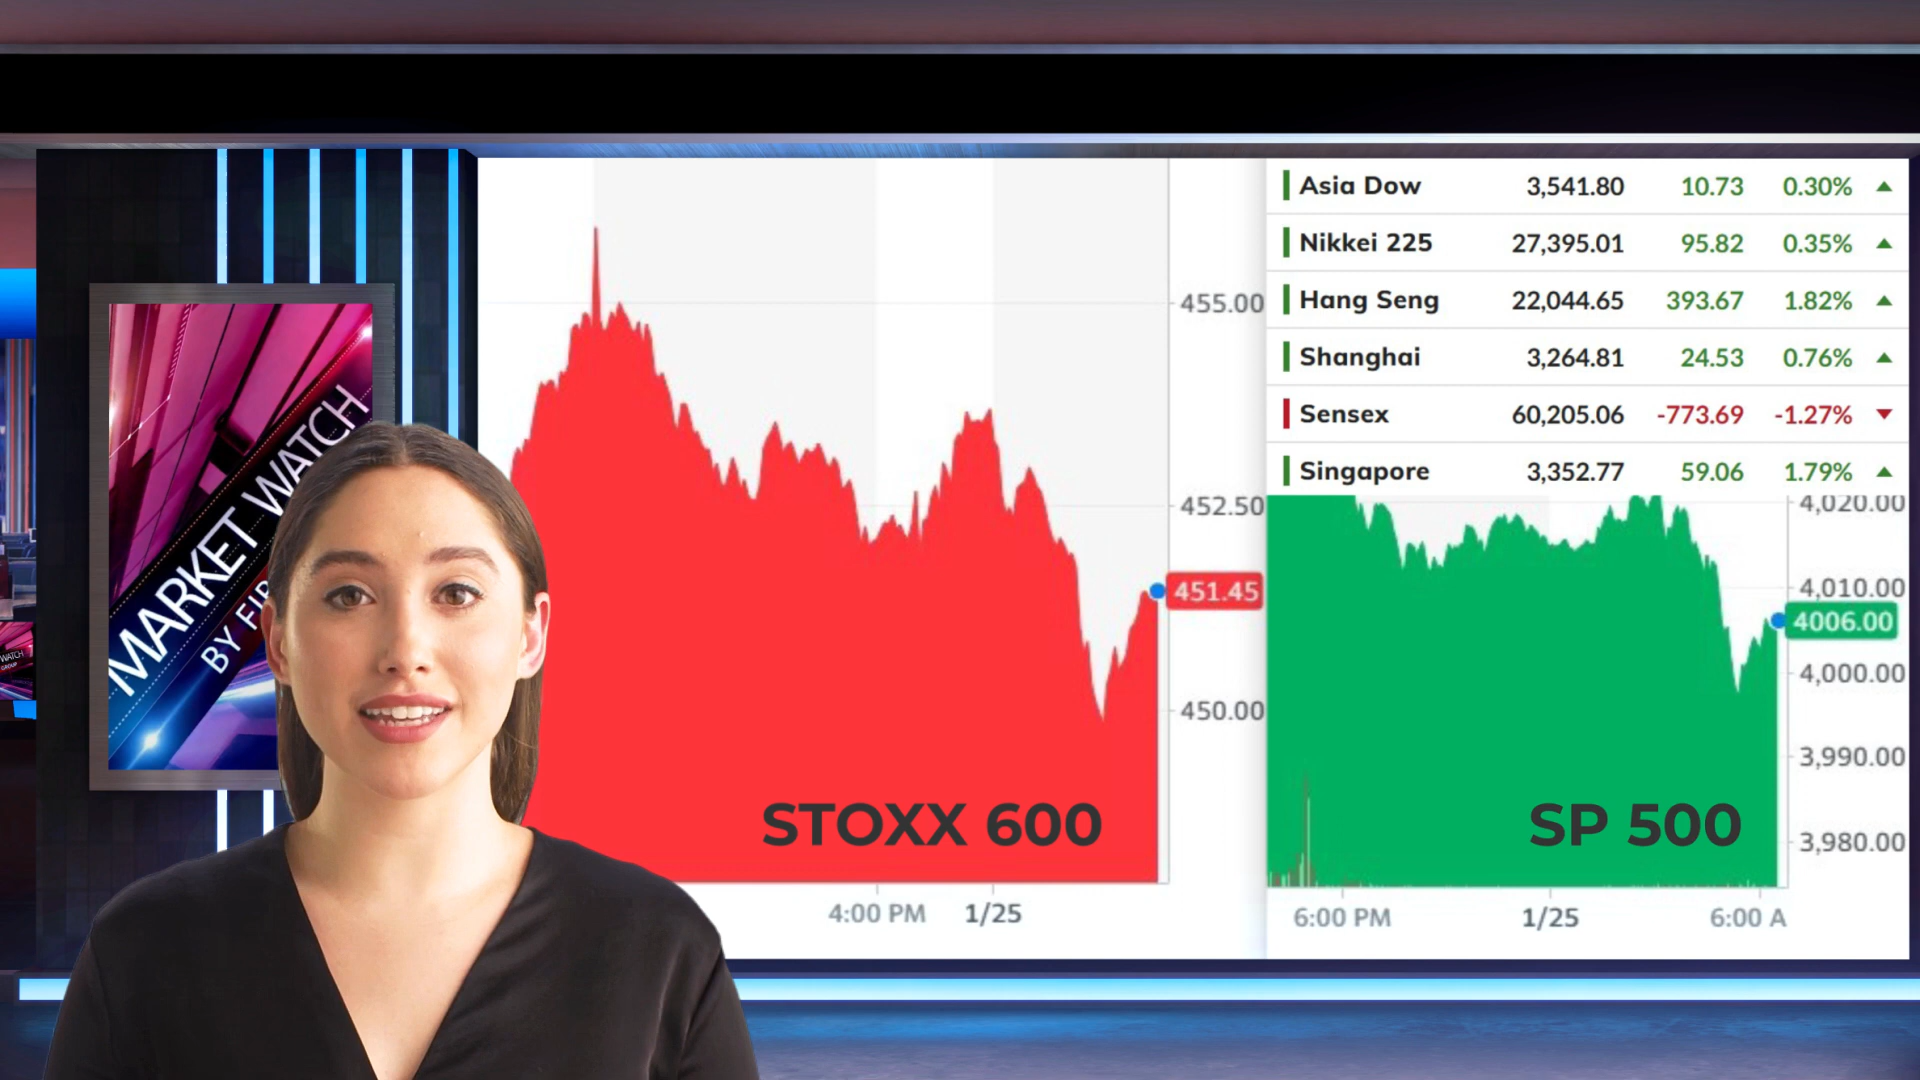 MARKET WATCH
BY
WATCH
GROUP
455.00
452.50
451.45
450.00
STOXX 600
4:00 PM 1/25
Asia Dow 3,541.80 10.73 0.30%
Nikkei 225 27,395.01 95.82 0.35%
Hang Seng 22,044.65 393.67 1.82%
Shanghai 3,264.81 24.53 0.76%
Sensex 60,205.06 -773.69 -1.27%
Singapore 3,352.77 59.06 1.79%
4,020.00
4,010.00
4006.00
4,000.00
3,990.00
3,980.00
SP 500
6:00 PM 1/25 6:00 A